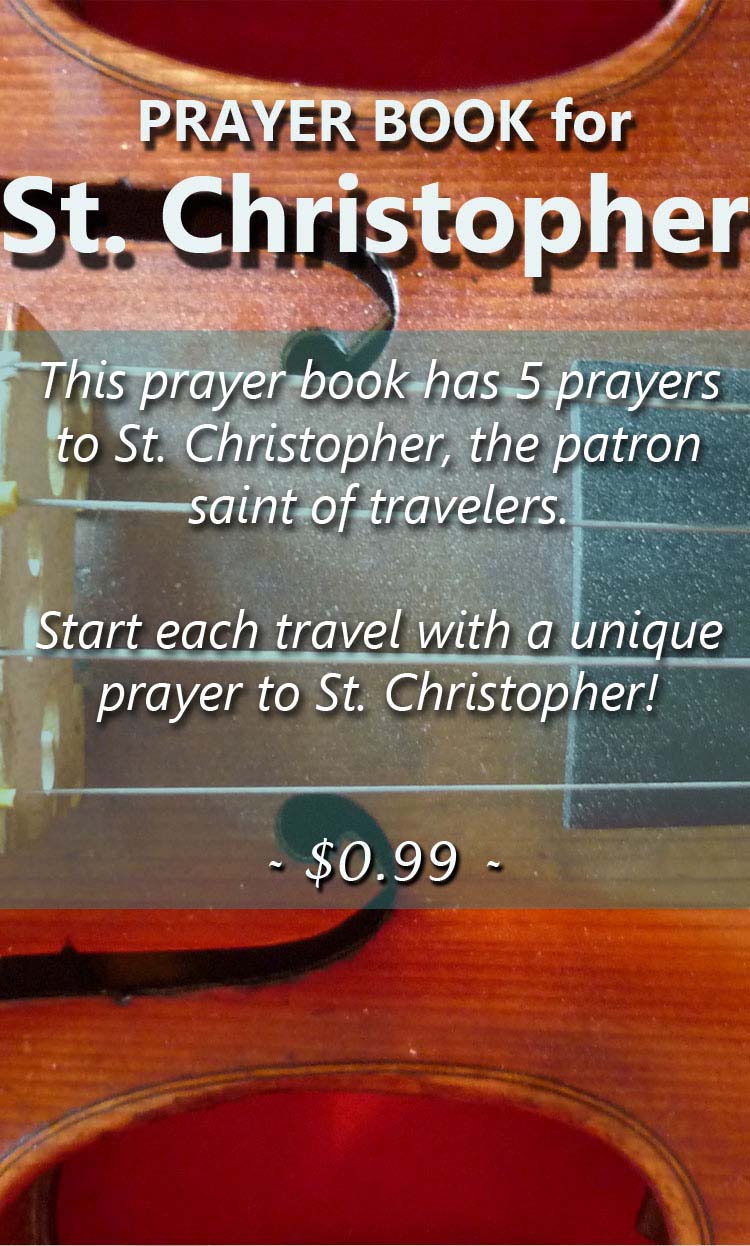 PRAYER BOOK for
St. Christopher
This prayer book has 5 prayers
to St. Christopher, the patron
saint of travelers.
Start each travel with a unique
prayer to St. Christopher!
~ $0.99 ~